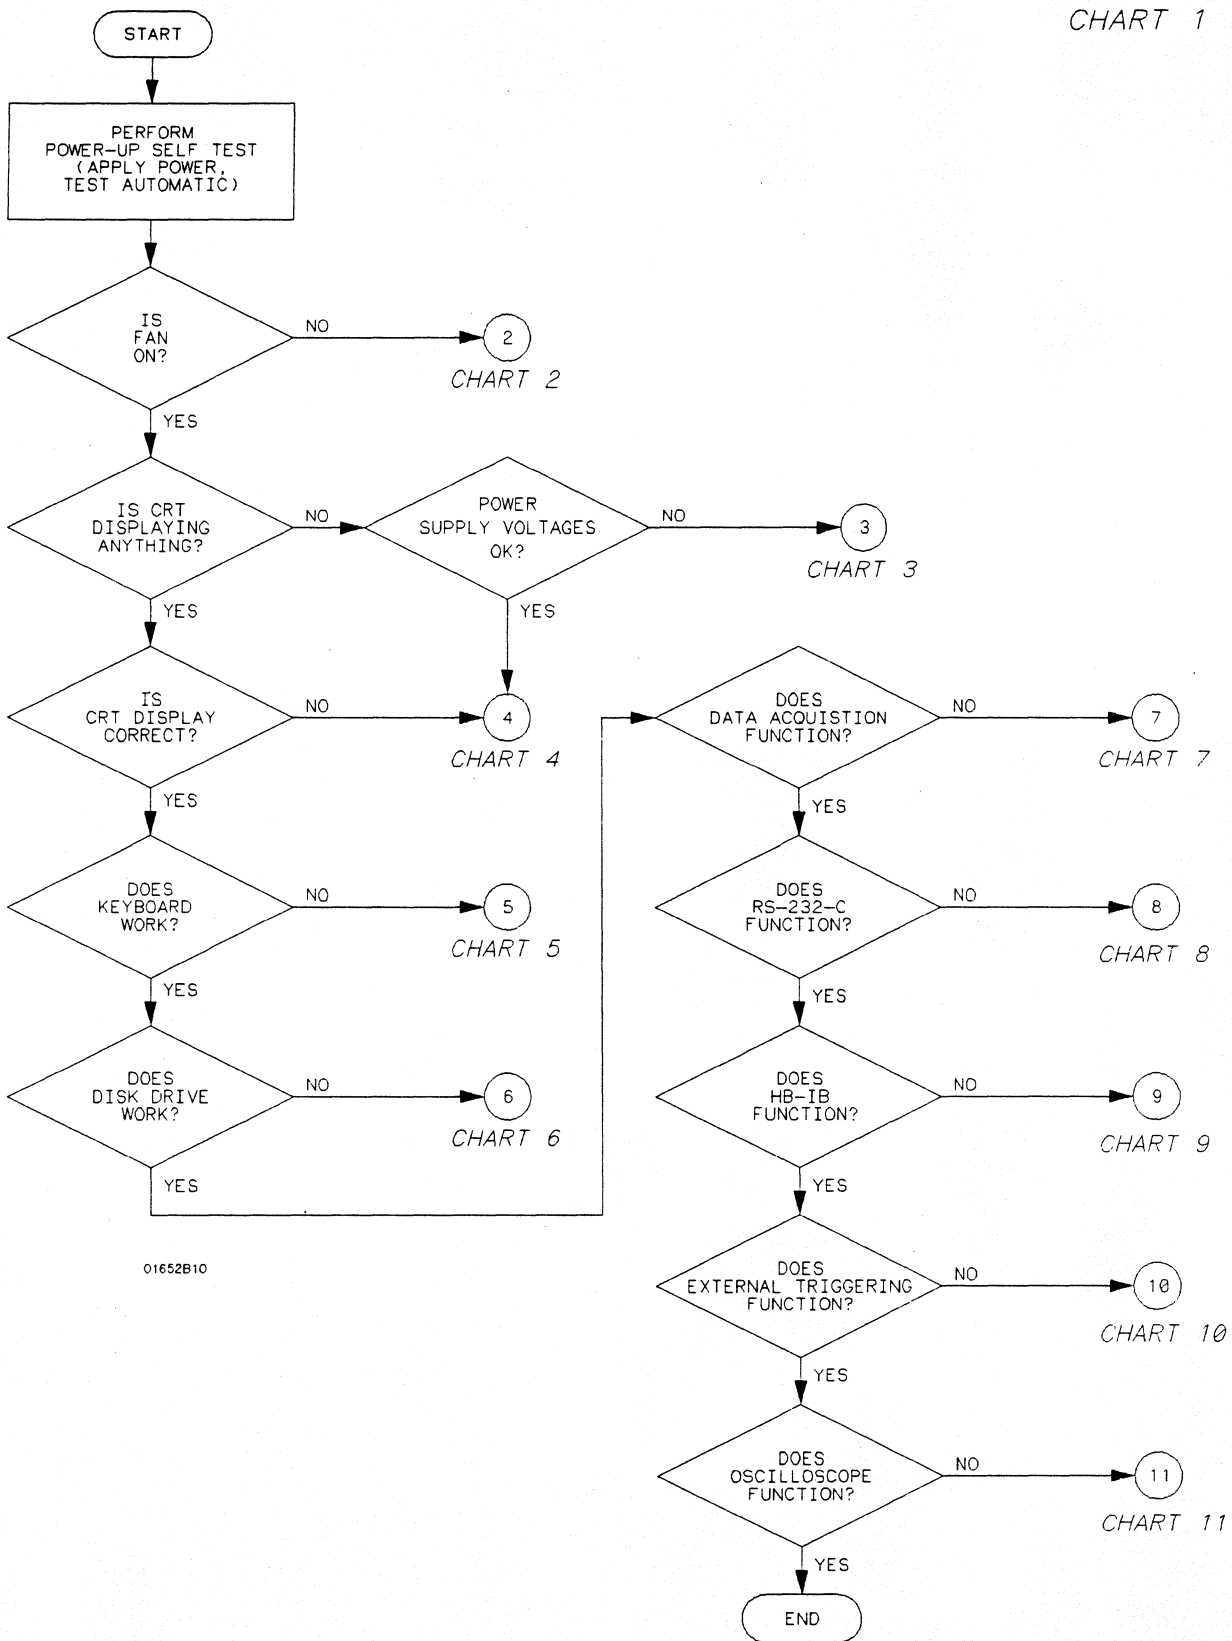 CHART 1
START
PERFORM
POWER-UP SELF TEST
(APPLY POWER,
TEST AUTOMATIC)
IS
FAN
ON?
NO
2
CHART 2
YES
IS CRT
DISPLAYING
ANYTHING?
NO
POWER
SUPPLY VOLTAGES
OK?
NO
3
CHART 3
YES
YES
IS
CRT DISPLAY
CORRECT?
NO
4
CHART 4
YES
DOES
KEYBOARD
WORK?
NO
5
CHART 5
YES
DOES
DISK DRIVE
WORK?
NO
6
CHART 6
YES
DOES
DATA ACQUISTION
FUNCTION?
NO
7
CHART 7
YES
DOES
RS-232-C
FUNCTION?
NO
8
CHART 8
YES
DOES
HB-IB
FUNCTION?
NO
9
CHART 9
YES
DOES
EXTERNAL TRIGGERING
FUNCTION?
NO
10
CHART 10
YES
DOES
OSCILLOSCOPE
FUNCTION?
NO
11
CHART 11
YES
END
01652B10